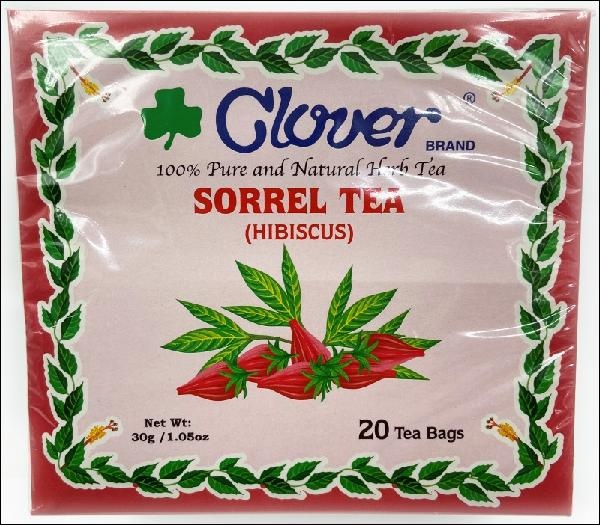 Clover ®
BRAND
100% Pure and Natural Herb Tea
SORREL TEA
(HIBISCUS)
Net Wt:
30g /1.05oz
20 Tea Bags